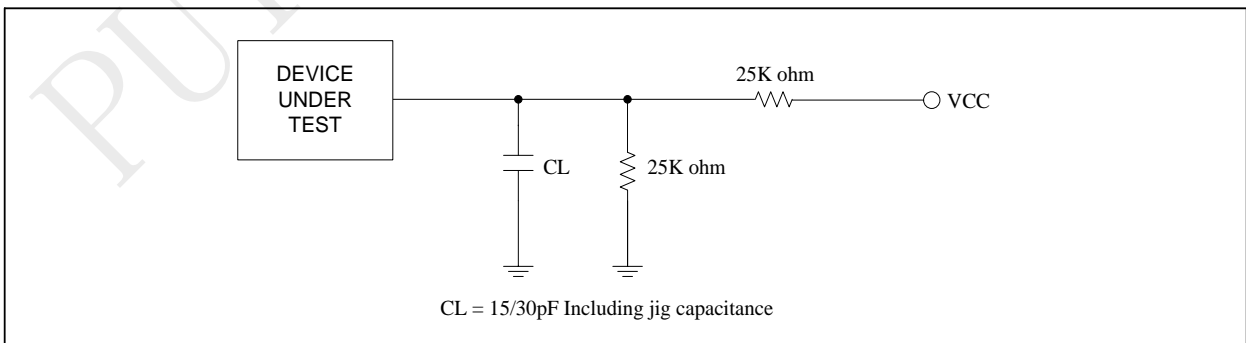 DEVICE
UNDER
TEST
25K ohm
VCC
CL
25K ohm
CL = 15/30pF Including jig capacitance